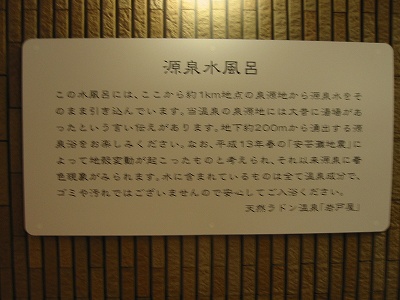 源泉水風呂
この水風呂には、ここから約1km地点の泉源地から源泉水をそ
のまま引き込んでいます。当温泉の泉源地には大昔に湯場があ
ったという言い伝えがあります。地下約200mから湧出する源
泉浴をお楽しみください。なお、平成13年春の「安芸灘地震」に
よって地殻変動が起こったものと考えられ、それ以来源泉に着
色現象がみられます。水に含まれているものは全て温泉成分で、
ゴミや汚れではございませんので安心してご入浴ください。
天然ラドン温泉「岩戸屋」